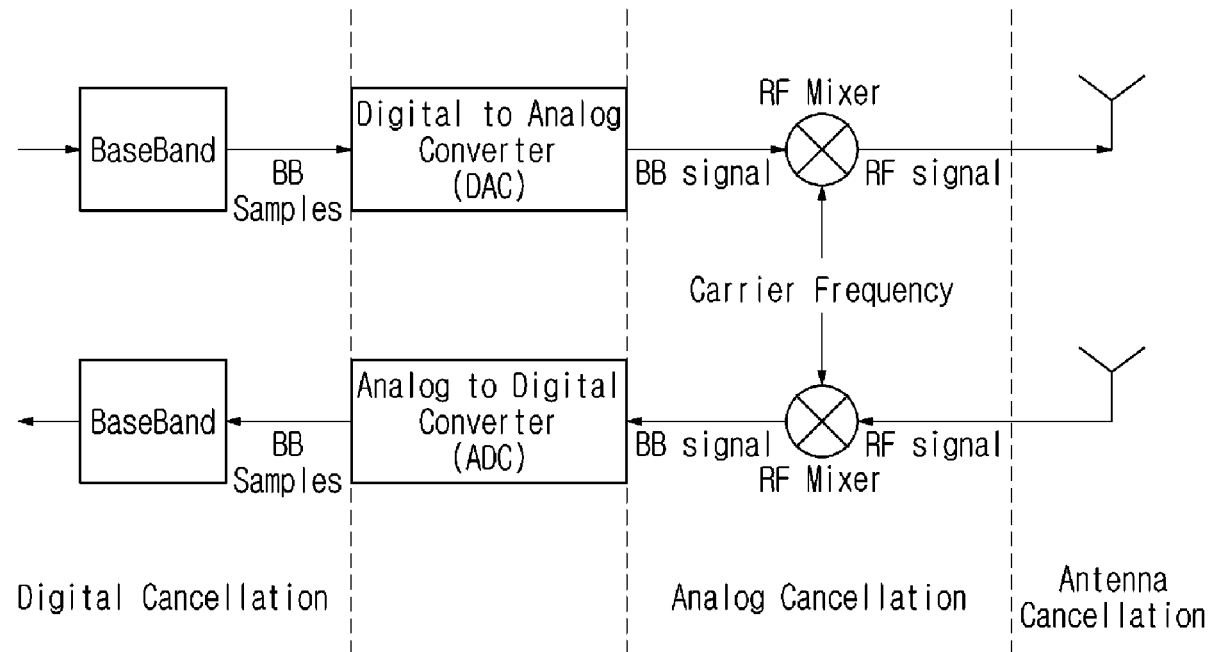 RF Mixer
BaseBand
BB
Samples
Digital to Analog
Converter
(DAC)
BB signal
RF signal
Carrier Frequency
BaseBand
BB
Samples
Analog to Digital
Converter
(ADC)
BB signal
RF signal
RF Mixer
Digital Cancellation
Analog Cancellation
Antenna
Cancellation